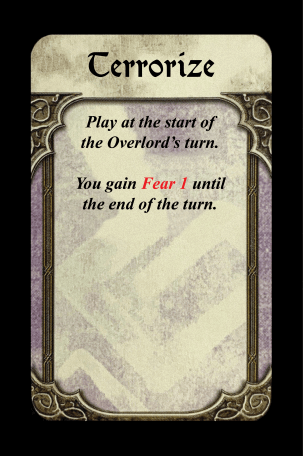 Terrorize
Play at the start of
the Overlord's turn.
You gain Fear 1 until
the end of the turn.